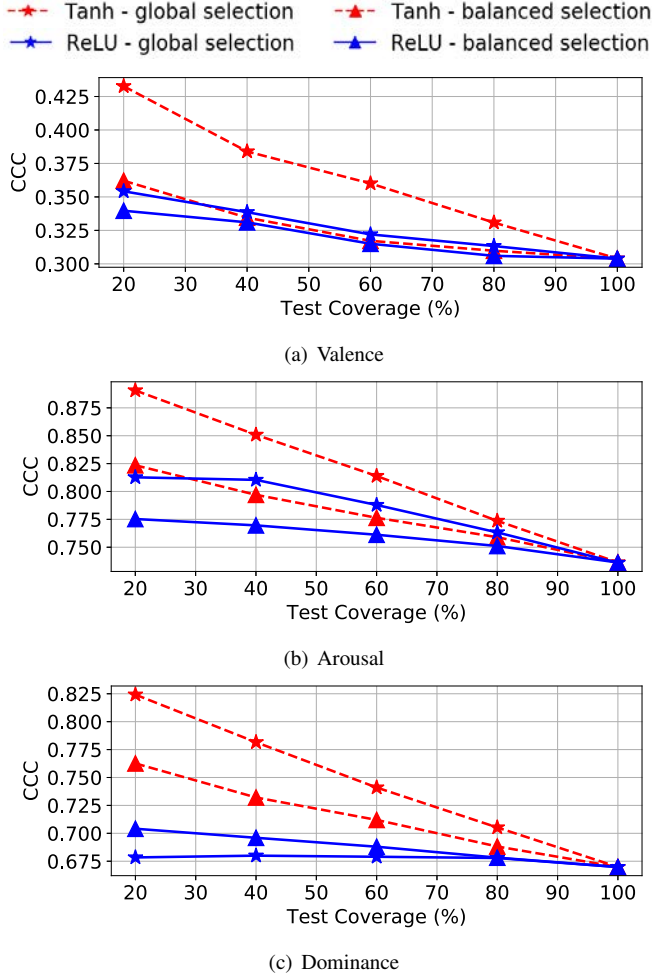 Tanh - global selection Tanh - balanced selection
ReLU - global selection ReLU - balanced selection
0.425
0.400
0.375
0.350
0.325
0.300
CCC
20 30 40 50 60 70 80 90 100
Test Coverage (%)
(a) Valence
0.875
0.850
0.825
0.800
0.775
0.750
CCC
20 30 40 50 60 70 80 90 100
Test Coverage (%)
(b) Arousal
0.825
0.800
0.775
0.750
0.725
0.700
0.675
CCC
20 30 40 50 60 70 80 90 100
Test Coverage (%)
(c) Dominance